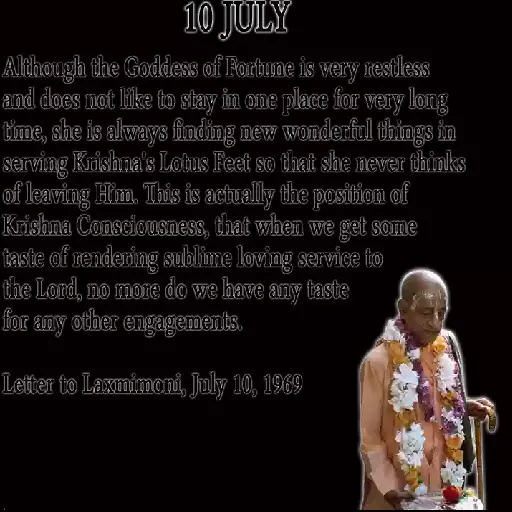 10 JULY
Although the Goddess of Fortune is very restless
and does not like to stay in one place for very long
time, she is always finding new wonderful things in
serving Krishna's Lotus Feet so that she never thinks
of leaving Him. This is actually the position of
Krishna Consciousness, that when we get some
taste of rendering sublime loving service to
the Lord, no more do we have any taste
for any other engagements.
Letter to Laxmimoni, July 10, 1969